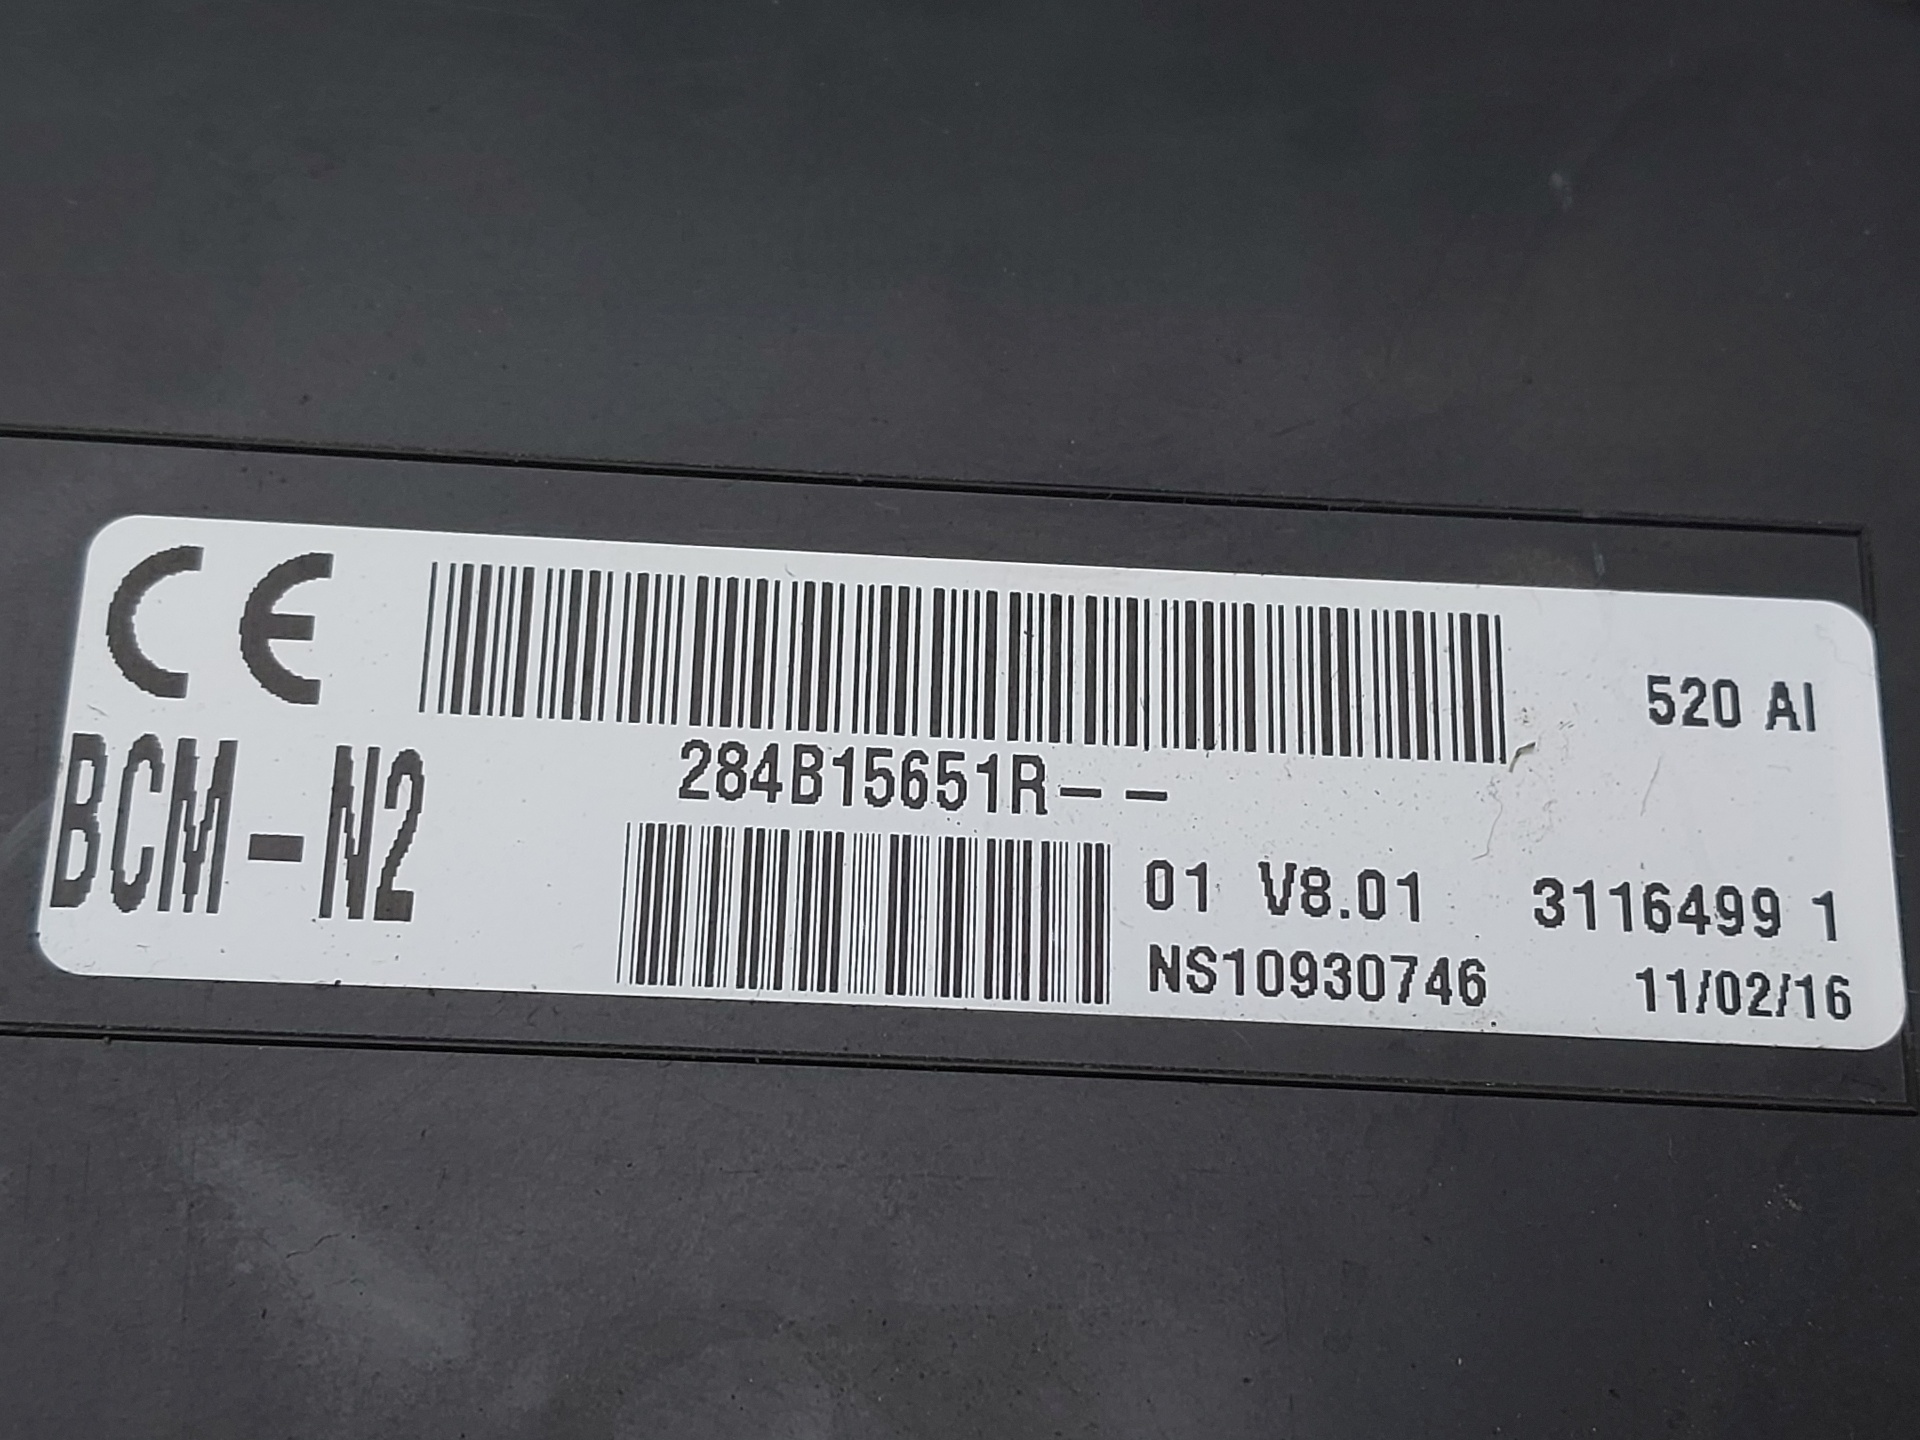 CE
520 AI
BCM-N2
284B15651R--
01 V8.01 3116499 1
NS10930746 11/02/16